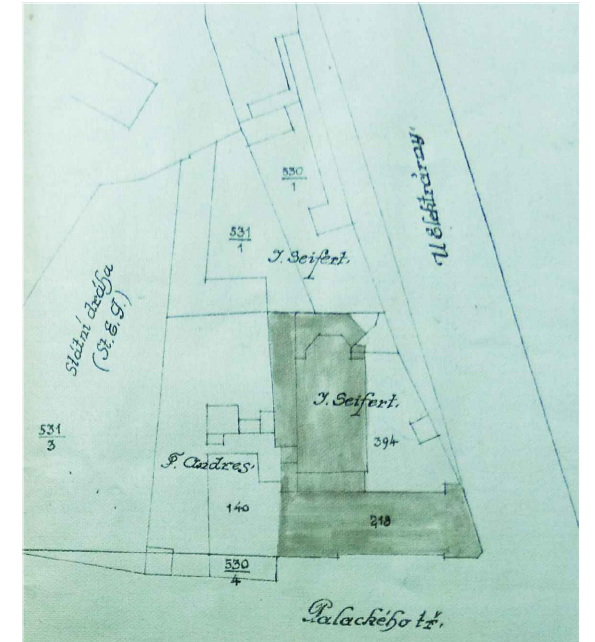 U Elektrárny.
530
1
531
1
J. Seifert.
Státní dráha
(St. E. G.)
J. Seifert.
394
531
3
F. Andres.
140
218
530
4
Palackého tř.